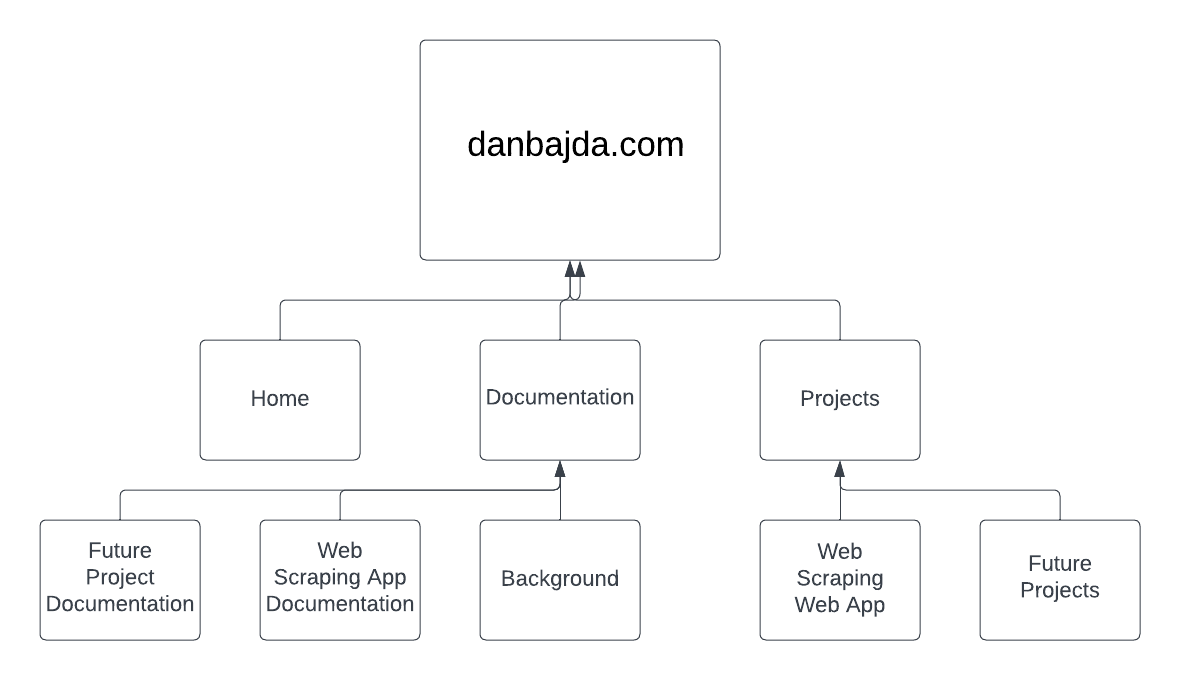 danbajda.com
Home
Documentation
Projects
Future
Project
Documentation
Web
Scraping App
Documentation
Background
Web
Scraping
Web App
Future
Projects